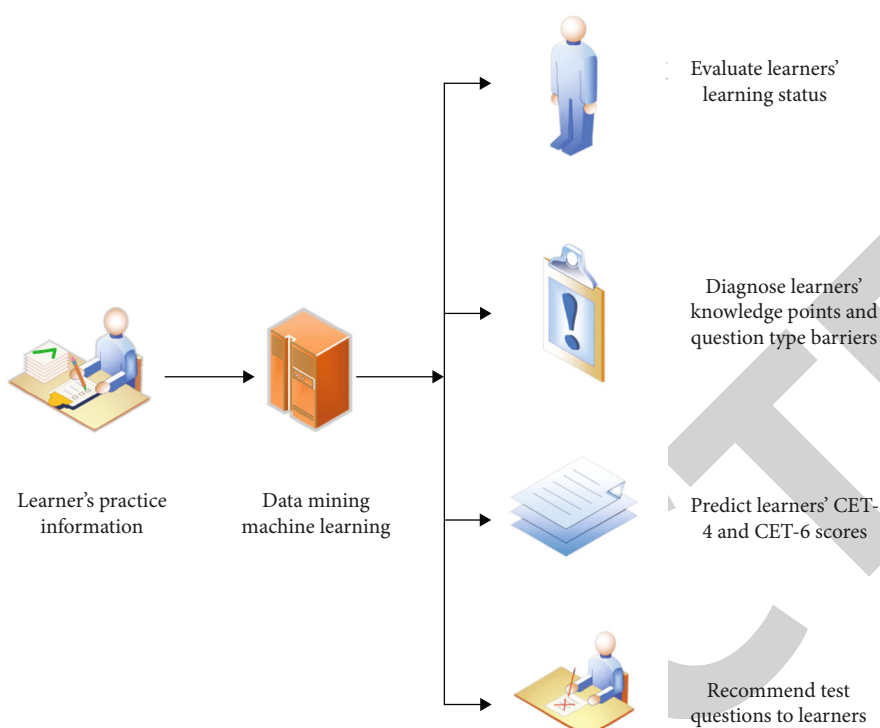 Evaluate learners'
learning status
Diagnose learners'
knowledge points and
question type barriers
Learner's practice
information
Data mining
machine learning
Predict learners' CET-
4 and CET-6 scores
Recommend test
questions to learners